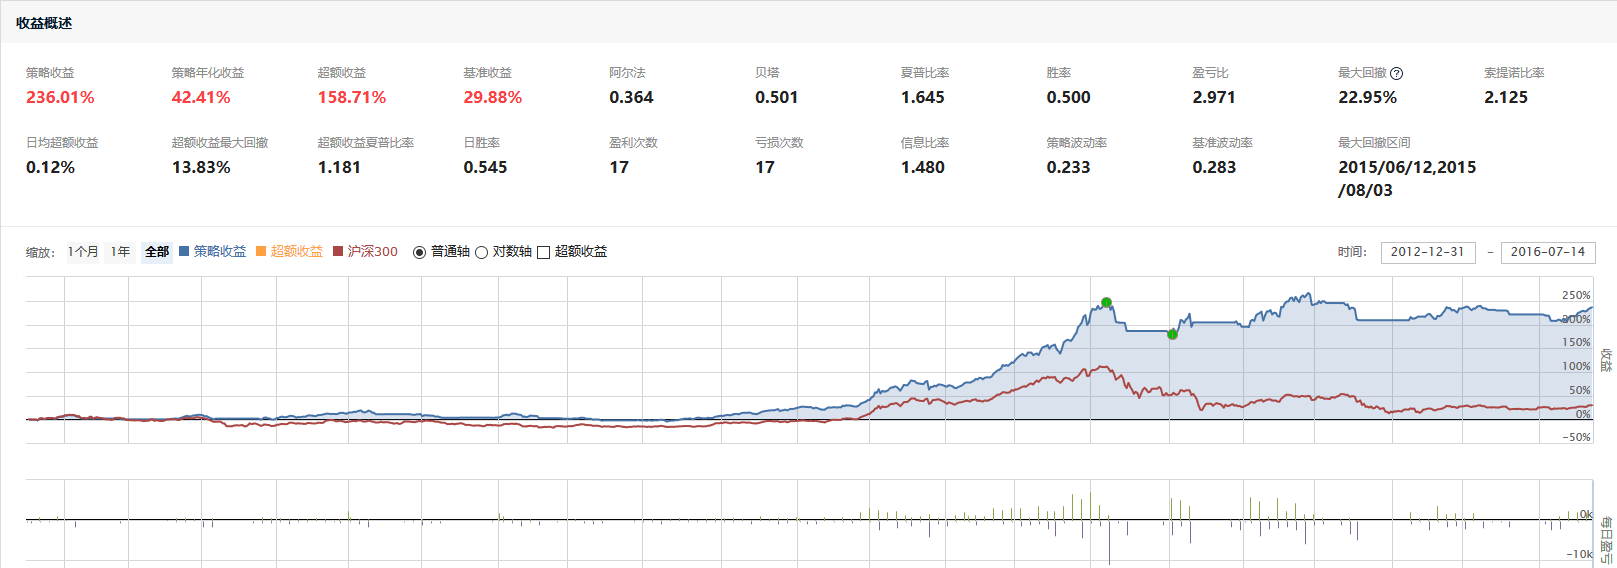 收益概述
策略收益 策略年化收益 超额收益 基准收益 阿尔法 贝塔 夏普比率 胜率 盈亏比 最大回撤 ? 索提诺比率
236.01% 42.41% 158.71% 29.88% 0.364 0.501 1.645 0.500 2.971 22.95% 2.125
日均超额收益 超额收益最大回撤 超额收益夏普比率 日胜率 盈利次数 亏损次数 信息比率 策略波动率 基准波动率 最大回撤区间
0.12% 13.83% 1.181 0.545 17 17 1.480 0.233 0.283 2015/06/12,2015
/08/03
缩放: 1个月 1年 全部 策略收益 超额收益 沪深300 普通轴 对数轴 超额收益 时间: 2012-12-31 - 2016-07-14
250%
200%
150%
100%
50%
0%
-50%
收益
0k
-10k
每日盈亏